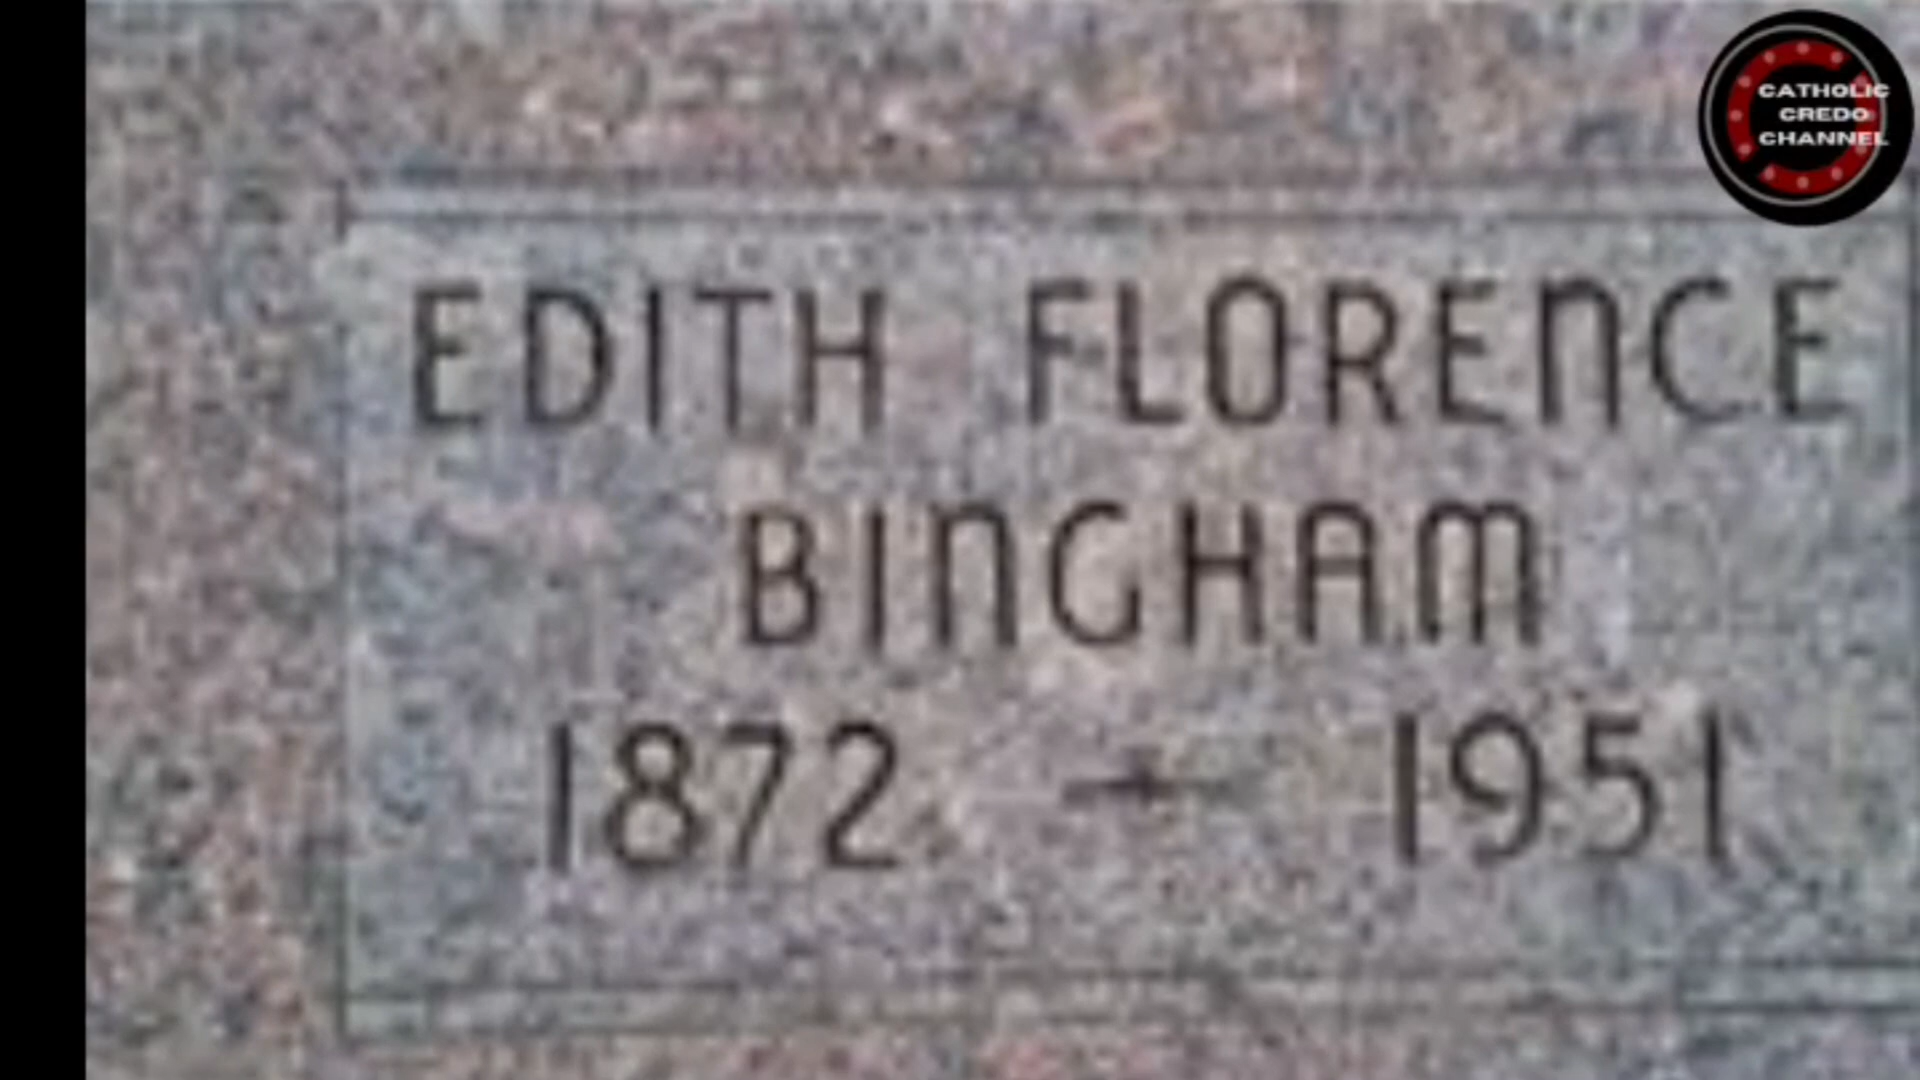 CATHOLIC
CREDO
CHANNEL
EDITH FLORENCE
BINGHAM
1872 - 1951